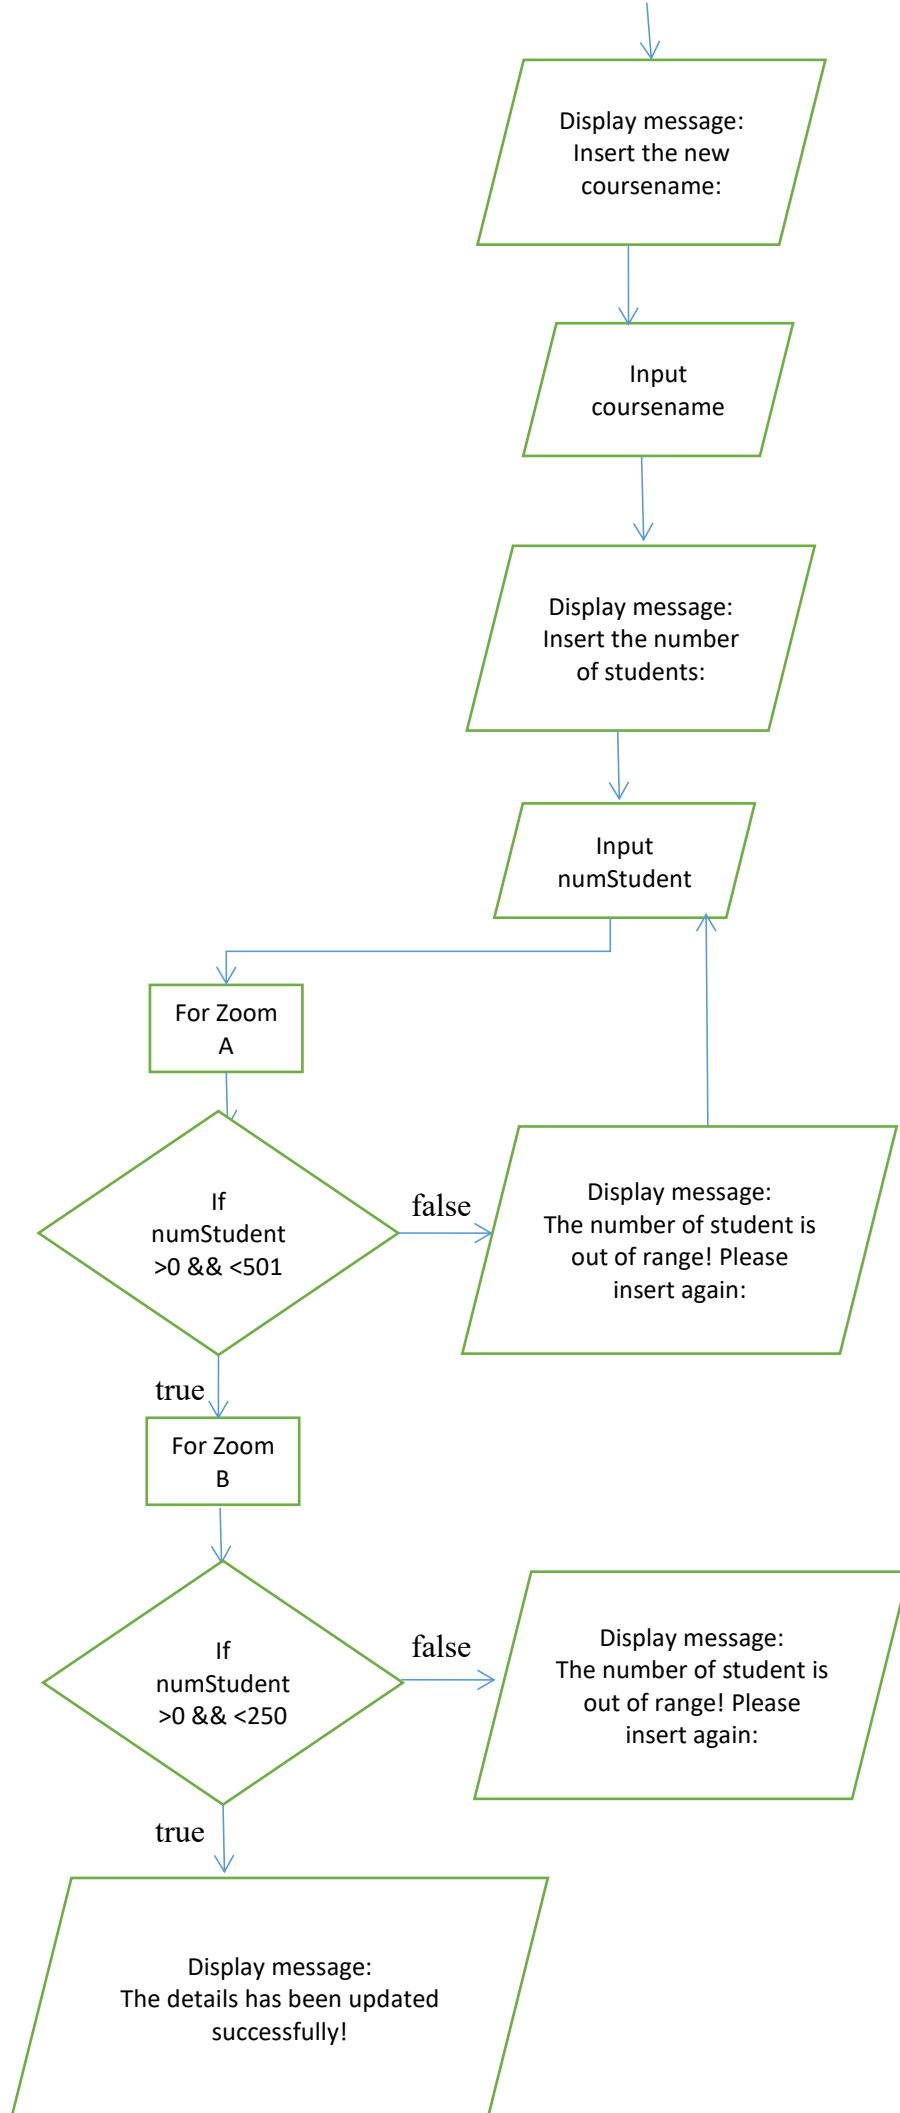 Display message:
Insert the new
coursename:
Input
coursename
Display message:
Insert the number
of students:
Input
numStudent
For Zoom
A
If
numStudent
>0 && <501
false
Display message:
The number of student is
out of range! Please
insert again:
true
For Zoom
B
If
numStudent
>0 && <250
false
Display message:
The number of student is
out of range! Please
insert again:
true
Display message:
The details has been updated
successfully!